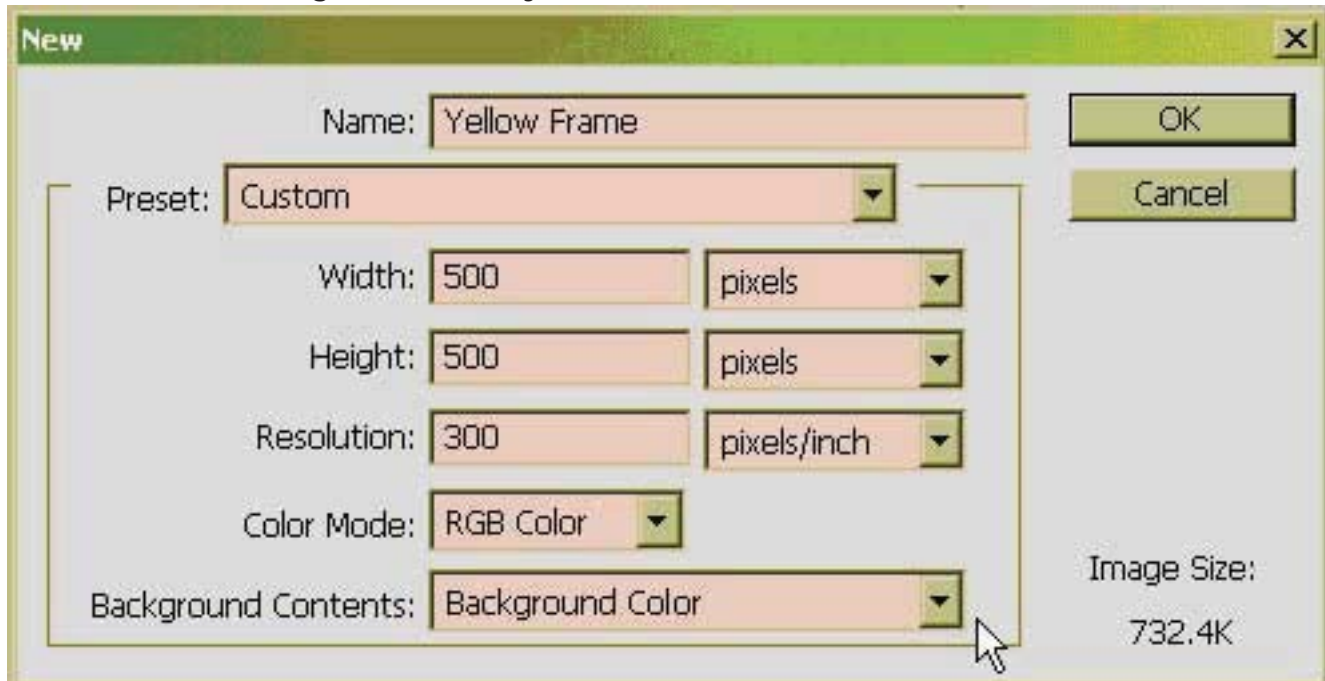 New
Name: Yellow Frame
OK
Preset: Custom
Cancel
Width: 500 pixels
Height: 500 pixels
Resolution: 300 pixels/inch
Color Mode: RGB Color
Background Contents: Background Color
Image Size:
732.4K